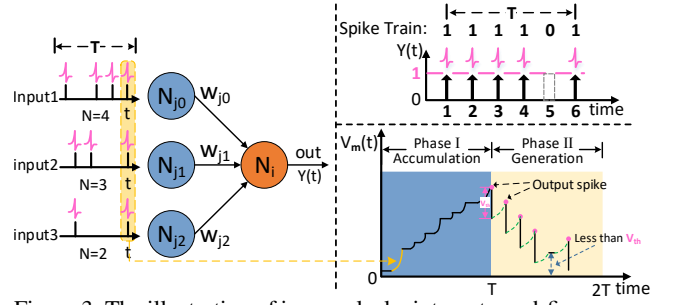 T
Input1
N=4
t
input2
N=3
t
input3
N=2
t
Nj0
Nj1
Nj2
Wj0
Wj1
Wj2
Ni
out
Y(t)
T
Spike Train: 1 1 1 1 0 1
Y(t)
1
1 2 3 4 5 6 time
Vm(t)
Phase I
Accumulation
Phase II
Generation
Output spike
Vth
Less than Vth
0
T
2T time